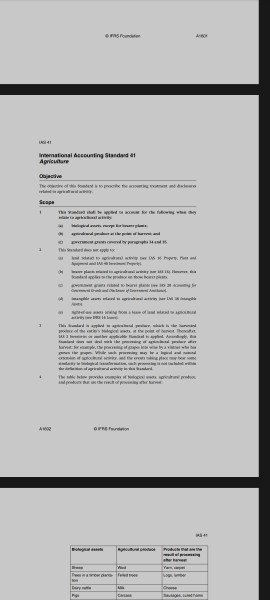 © IFRS Foundation A1601
IAS 41
International Accounting Standard 41
Agriculture
Objective
The objective of this Standard is to prescribe the accounting treatment and disclosures
related to agricultural activity.
Scope
1 This Standard shall be applied to account for the following when they
relate to agricultural activity:
(a) biological assets, except for bearer plants;
(b) agricultural produce at the point of harvest; and
(c) government grants covered by paragraphs 34 and 35.
2 This Standard does not apply to:
(a) land related to agricultural activity (see IAS 16 Property, Plant and
Equipment and IAS 40 Investment Property).
(b) bearer plants related to agricultural activity (see IAS 16). However, this
Standard applies to the produce on those bearer plants.
(c) government grants related to bearer plants (see IAS 20 Accounting for
Government Grants and Disclosure of Government Assistance).
(d) intangible assets related to agricultural activity (see IAS 38 Intangible
Assets).
(e) right-of-use assets arising from a lease of land related to agricultural
activity (see IFRS 16 Leases).
3 This Standard is applied to agricultural produce, which is the harvested
produce of the entity's biological assets, at the point of harvest. Thereafter,
IAS 2 Inventories or another applicable Standard is applied. Accordingly, this
Standard does not deal with the processing of agricultural produce after
harvest; for example, the processing of grapes into wine by a vintner who has
grown the grapes. While such processing may be a logical and natural
extension of agricultural activity, and the events taking place may bear some
similarity to biological transformation, such processing is not included within
the definition of agricultural activity in this Standard.
4 The table below provides examples of biological assets, agricultural produce,
and products that are the result of processing after harvest:
A1602 © IFRS Foundation
IAS 41
Biological assets Agricultural produce Products that are the
result of processing
after harvest
Sheep Wool Yarn, carpet
Trees in a timber planta-
tion Felled trees Logs, lumber
Dairy cattle Milk Cheese
Pigs Carcass Sausages, cured hams